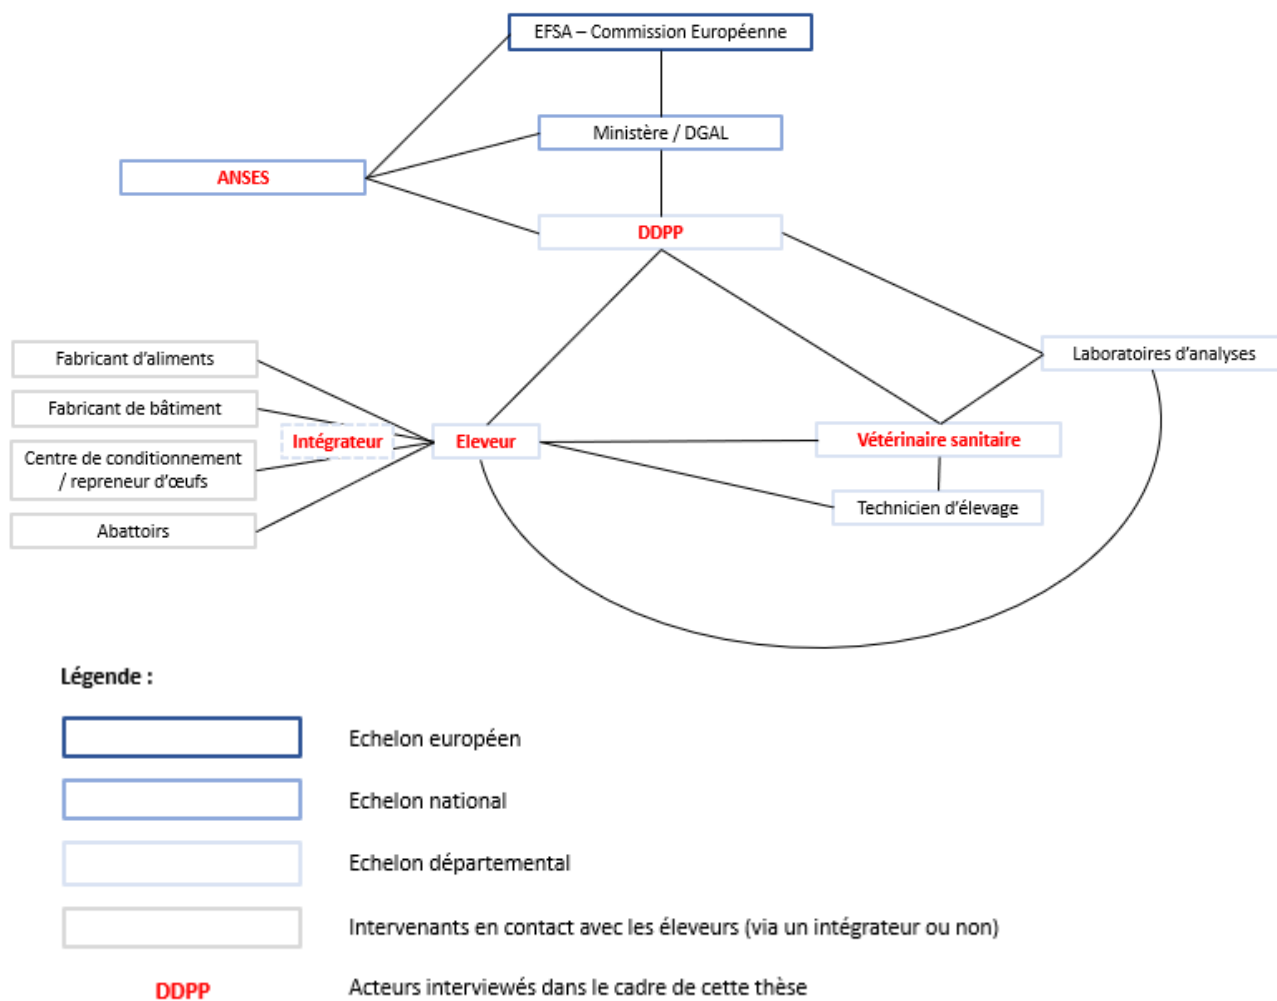 EFSA – Commission Européenne
Ministère / DGAL
ANSES
DDPP
Laboratoires d'analyses
Fabricant d'aliments
Fabricant de bâtiment
Intégrateur
Eleveur
Vétérinaire sanitaire
Centre de conditionnement
/ repreneur d'œufs
Technicien d'élevage
Abattoirs
Légende :
Echelon européen
Echelon national
Echelon départemental
Intervenants en contact avec les éleveurs (via un intégrateur ou non)
DDPP
Acteurs interviewés dans le cadre de cette thèse